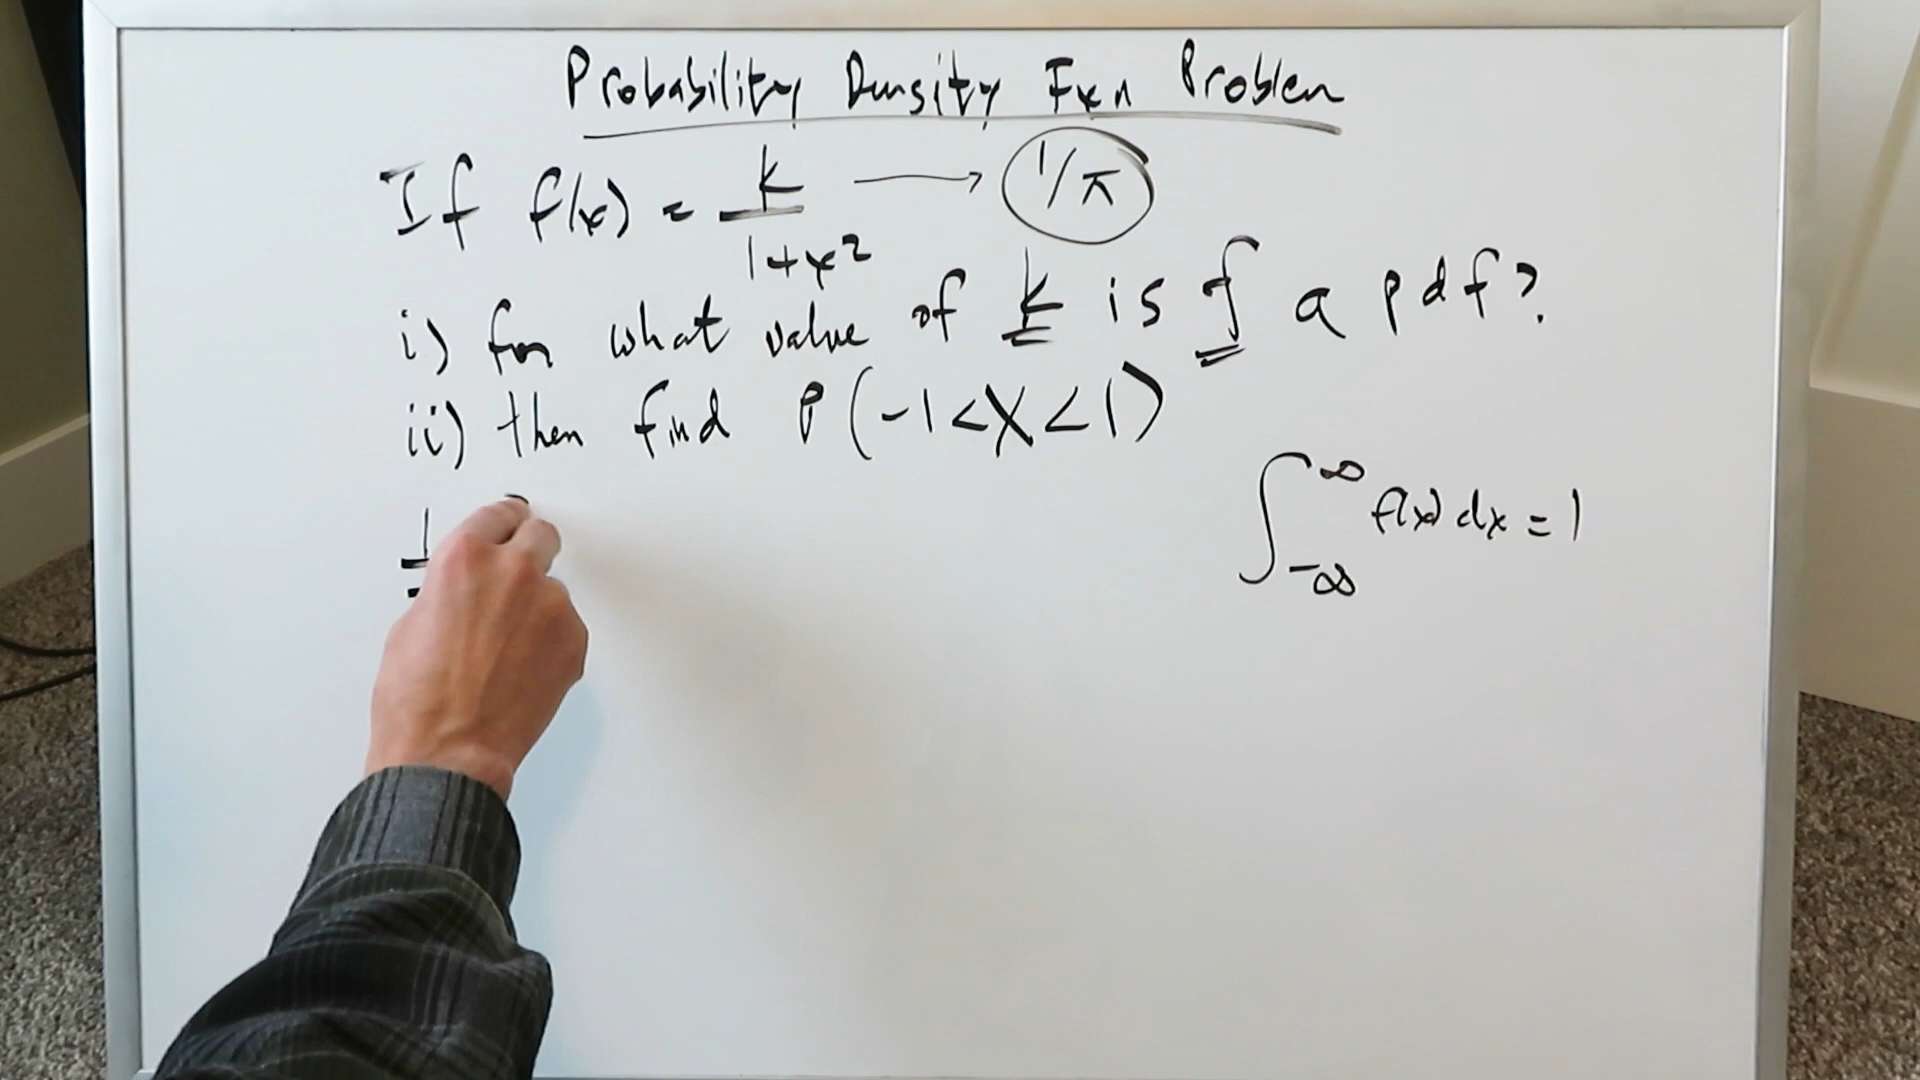 Probability Density Fxn Problem
If f(x) = k/1+x² → 1/π
i) for what value of k is f a pdf?
ii) then find P(-1<X<1)
∫_{-∞}^{∞} f(x) dx = 1
1